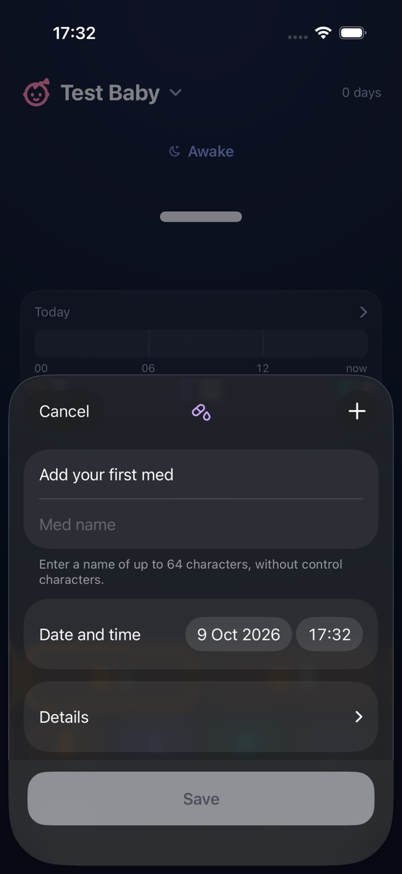 17:32
Test Baby
0 days
Awake
Today
00 06 12 now
Cancel
Add your first med
Med name
Enter a name of up to 64 characters, without control
characters.
Date and time 9 Oct 2026 17:32
Details
Save